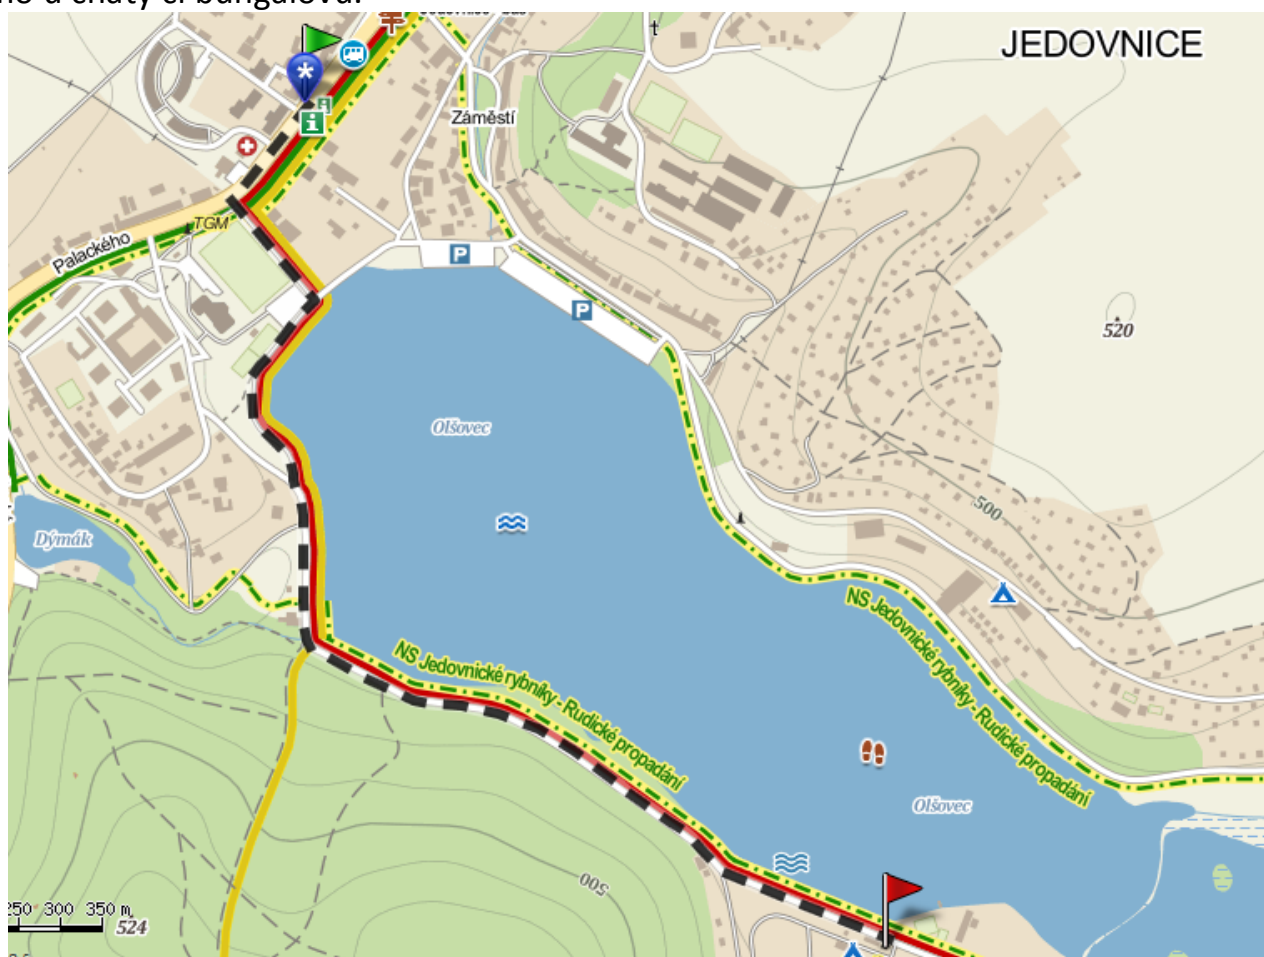 JEDOVNICE
Záměstí
TGM
Palackého
P
P
520
Olšovec
500
Dýmák
NS Jedovnické rybníky - Rudické propadání
NS Jedovnické rybníky - Rudické propadání
Olšovec
500
250 300 350 m
524